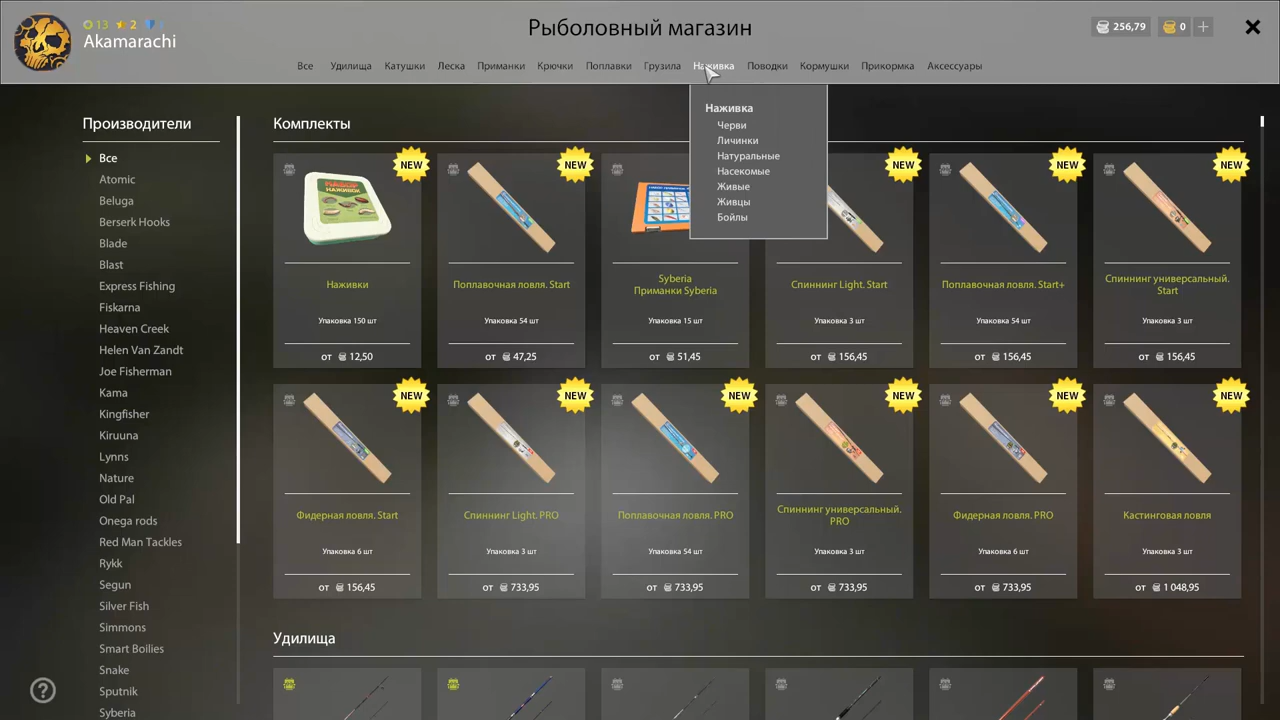 13 2
Akamarachi
Рыболовный магазин
256,79
0
Все Удилища Катушки Леска Приманки Крючки Поплавки Грузила Наживка Поводки Кормушки Прикормка Аксессуары
Наживка
Черви
Личинки
Натуральные
Насекомые
Живые
Живцы
Бойлы
Производители
Все
Atomic
Beluga
Berserk Hooks
Blade
Blast
Express Fishing
Fiskarna
Heaven Creek
Helen Van Zandt
Joe Fisherman
Kama
Kingfisher
Kiruuna
Lynns
Nature
Old Pal
Onega rods
Red Man Tackles
Rykk
Segun
Silver Fish
Simmons
Smart Boilies
Snake
Sputnik
Syberia
Комплекты
NEW NEW NEW NEW NEW
НАБОР
НАЖИВОК
Наживки
Упаковка 150 шт
от 12,50
Поплавочная ловля. Start
Упаковка 54 шт
от 47,25
Syberia
Приманки Syberia
Упаковка 15 шт
от 51,45
Спиннинг Light. Start
Упаковка 3 шт
от 156,45
Поплавочная ловля. Start+
Упаковка 54 шт
от 156,45
Спиннинг универсальный.
Start
Упаковка 3 шт
от 156,45
NEW NEW NEW NEW NEW NEW
Фидерная ловля. Start
Упаковка 6 шт
от 156,45
Спиннинг Light. PRO
Упаковка 3 шт
от 733,95
Поплавочная ловля. PRO
Упаковка 54 шт
от 733,95
Спиннинг универсальный.
PRO
Упаковка 3 шт
от 733,95
Фидерная ловля. PRO
Упаковка 6 шт
от 733,95
Кастинговая ловля
Упаковка 3 шт
от 1 048,95
Удилища